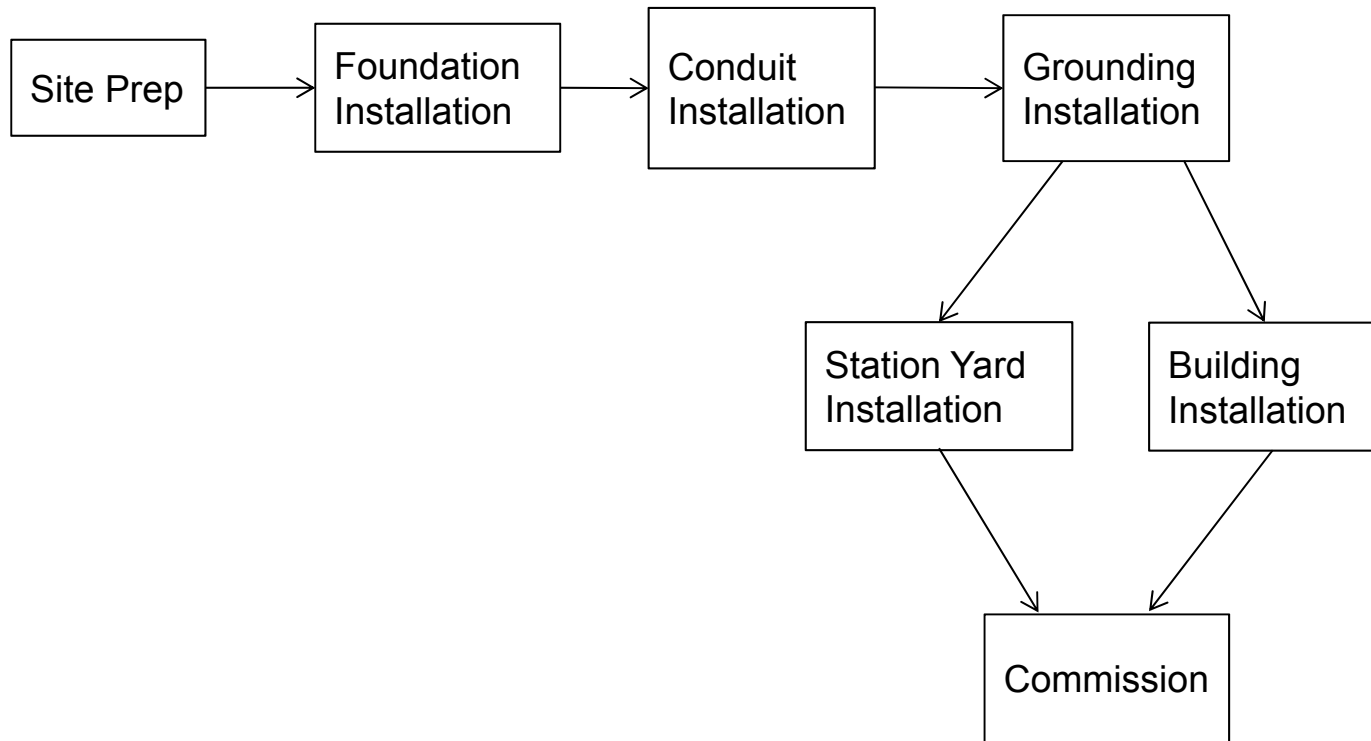 Site Prep
Foundation
Installation
Conduit
Installation
Grounding
Installation
Station Yard
Installation
Building
Installation
Commission